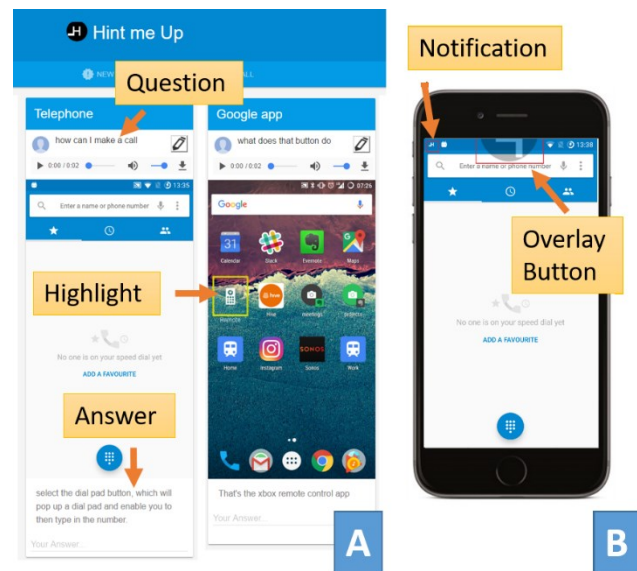 Hint me Up
NEW
ALL
Question
Telephone
how can I make a call
0:00 / 0:02
13:35
Enter a name or phone number
Highlight
No one is on your speed dial yet
ADD A FAVOURITE
Answer
select the dial pad button, which will
pop up a dial pad and enable you to
then type in the number.
Your Answer...
Google app
what does that button do
0:00 / 0:02
07:26
Google
31
Calendar
Slack
Evernote
Maps
hive
Hive
SONOS
Home
Instagram
Sonos
Work
That's the xbox remote control app
Your Answer...
A
Notification
13:38
Enter a name or phone number
Overlay
Button
No one is on your speed dial yet
ADD A FAVOURITE
B